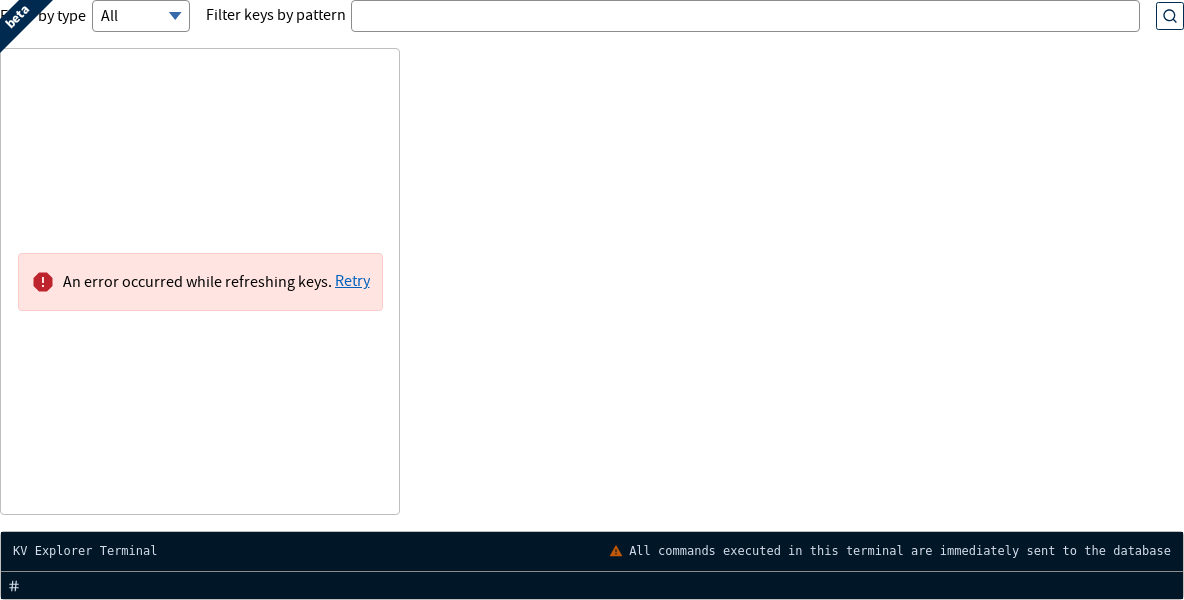 beta
by type
All
Filter keys by pattern
An error occurred while refreshing keys. Retry
KV Explorer Terminal
All commands executed in this terminal are immediately sent to the database
#